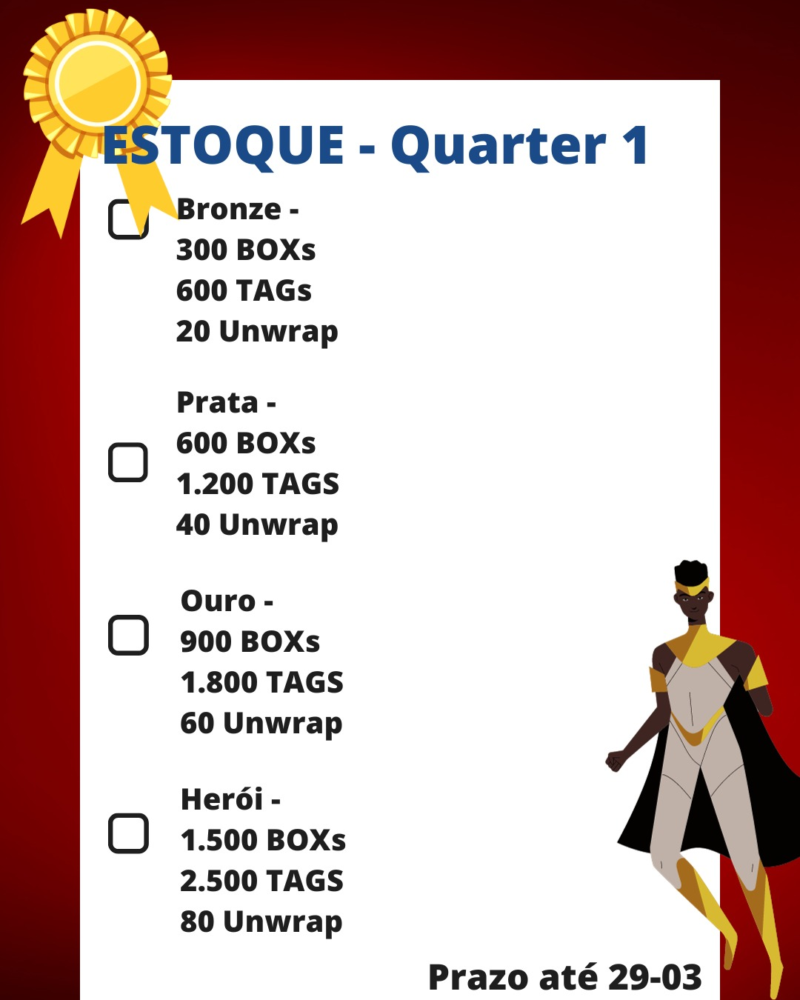 ESTOQUE - Quarter 1
Bronze -
300 BOXs
600 TAGs
20 Unwrap
Prata -
600 BOXs
1.200 TAGS
40 Unwrap
Ouro -
900 BOXs
1.800 TAGS
60 Unwrap
Herói -
1.500 BOXs
2.500 TAGS
80 Unwrap
Prazo até 29-03